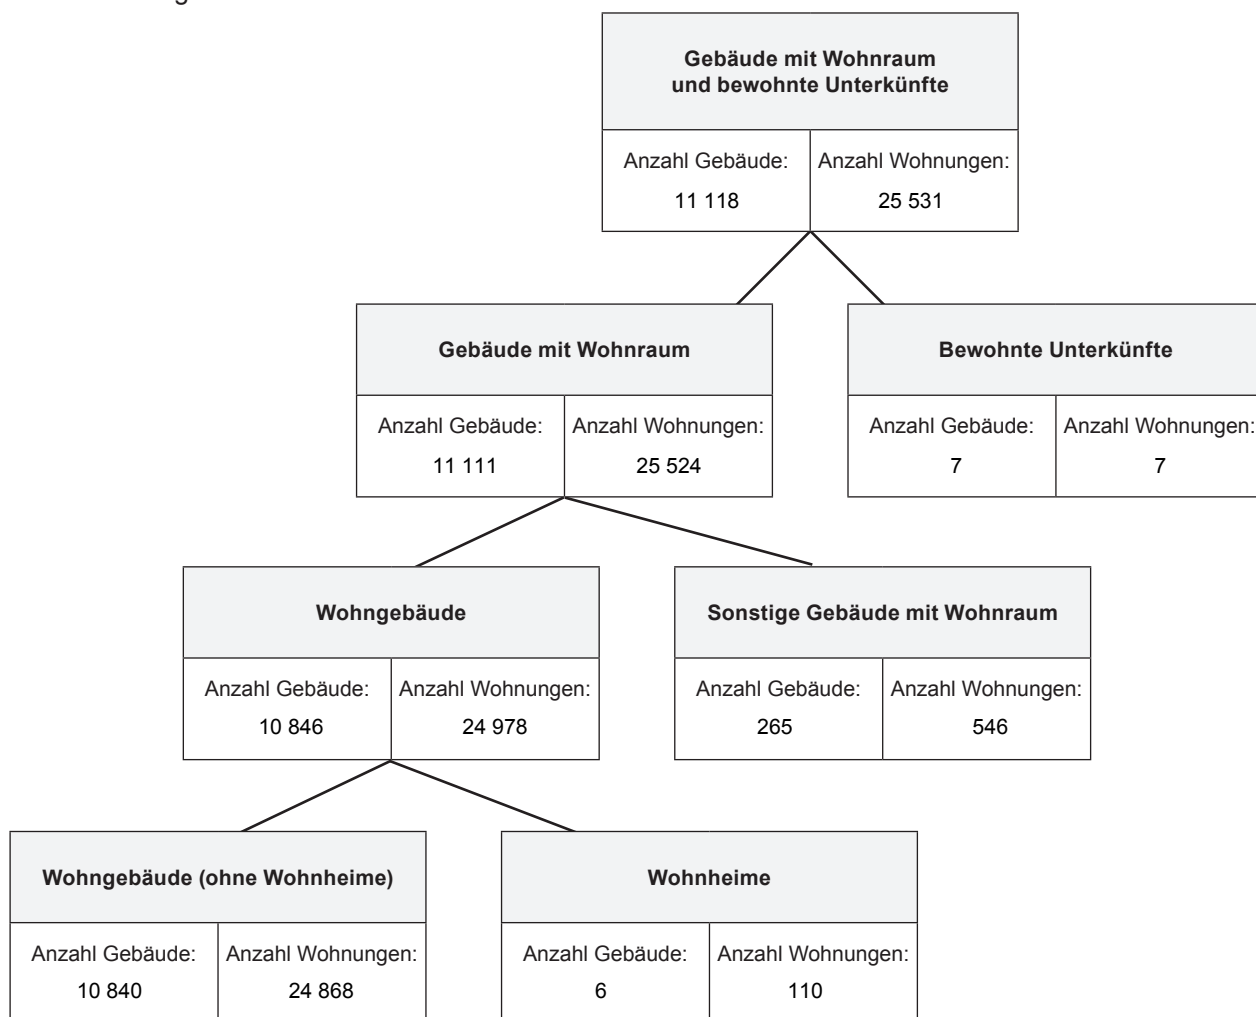 Gebäude mit Wohnraum
und bewohnte Unterkünfte
Anzahl Gebäude: Anzahl Wohnungen:
11 118 25 531
Gebäude mit Wohnraum
Anzahl Gebäude: Anzahl Wohnungen:
11 111 25 524
Bewohnte Unterkünfte
Anzahl Gebäude: Anzahl Wohnungen:
7 7
Wohngebäude
Anzahl Gebäude: Anzahl Wohnungen:
10 846 24 978
Sonstige Gebäude mit Wohnraum
Anzahl Gebäude: Anzahl Wohnungen:
265 546
Wohngebäude (ohne Wohnheime)
Anzahl Gebäude: Anzahl Wohnungen:
10 840 24 868
Wohnheime
Anzahl Gebäude: Anzahl Wohnungen:
6 110